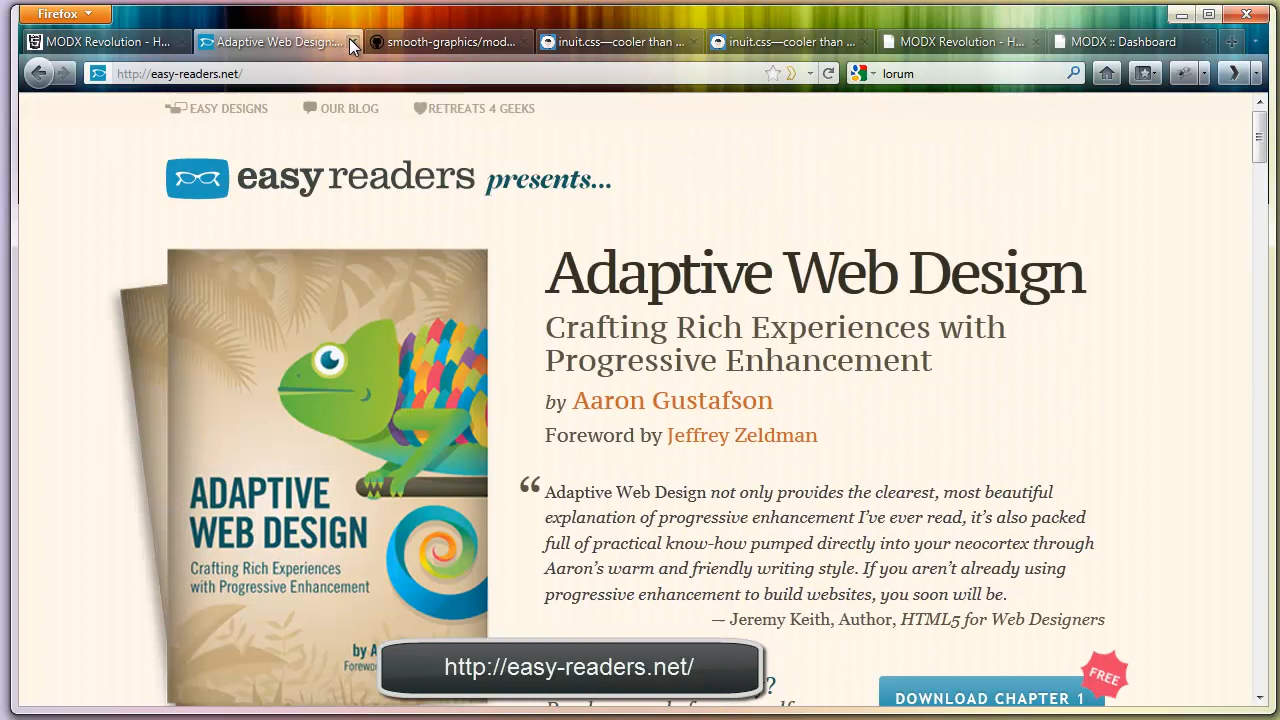 Firefox
MODX Revolution - H...
Adaptive Web Design:...
smooth-graphics/mod...
inuit.css—cooler than ...
inuit.css—cooler than ...
MODX Revolution - H...
MODX :: Dashboard
http://easy-readers.net/
lorum
EASY DESIGNS
OUR BLOG
RETREATS 4 GEEKS
easy readers presents...
Adaptive Web Design
Crafting Rich Experiences with
Progressive Enhancement
by Aaron Gustafson
Foreword by Jeffrey Zeldman
“ Adaptive Web Design not only provides the clearest, most beautiful
explanation of progressive enhancement I’ve ever read, it’s also packed
full of practical know-how pumped directly into your neocortex through
Aaron’s warm and friendly writing style. If you aren’t already using
progressive enhancement to build websites, you soon will be.
— Jeremy Keith, Author, HTML5 for Web Designers
ADAPTIVE
WEB DESIGN
Crafting Rich Experiences
with Progressive Enhancement
by A
Forew
http://easy-readers.net/
FREE
DOWNLOAD CHAPTER 1